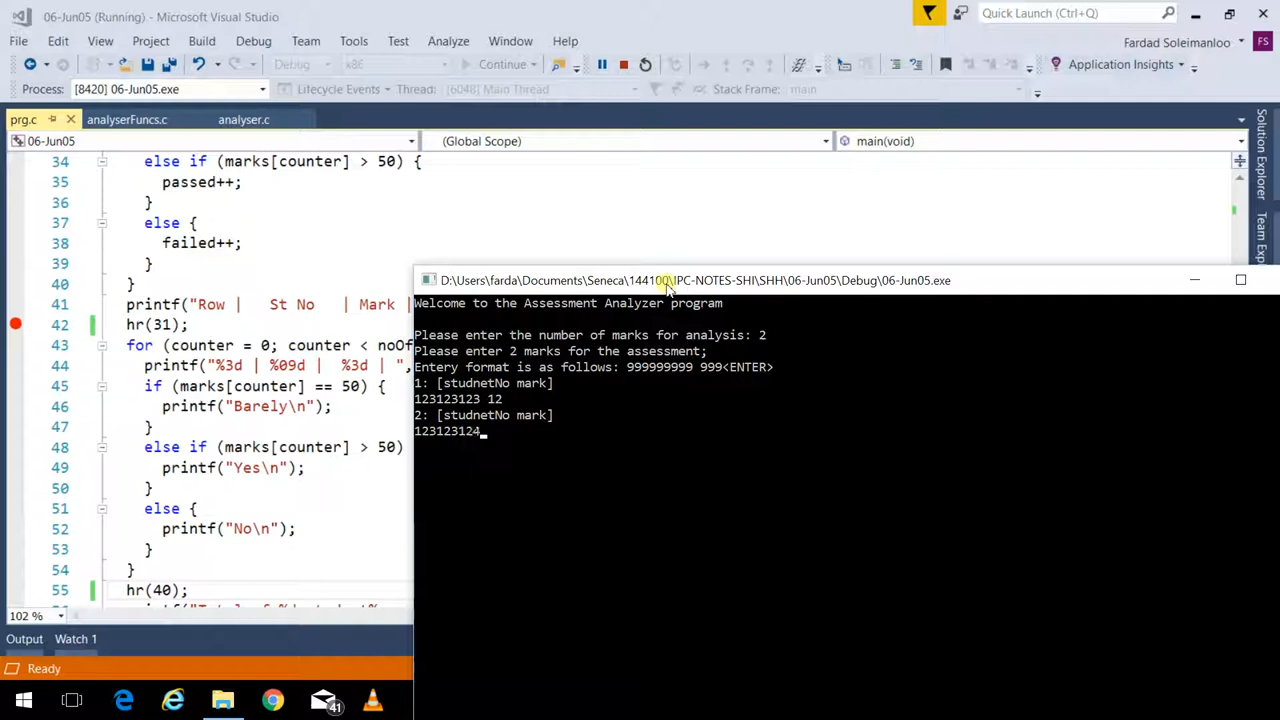 06-Jun05 (Running) - Microsoft Visual Studio
Quick Launch (Ctrl+Q)
File Edit View Project Build Debug Team Tools Test Analyze Window Help
Fardad Soleimanloo FS
Debug x86 Continue Application Insights
Process: [8420] 06-Jun05.exe Lifecycle Events Thread: [6048] Main Thread Stack Frame: main
prg.c analyserFuncs.c analyser.c
06-Jun05 (Global Scope) main(void)
34 else if (marks[counter] > 50) {
35 passed++;
36 }
37 else {
38 failed++;
39 }
40 }
41 printf("Row | St No | Mark |
42 hr(31);
43 for (counter = 0; counter < noOf
44 printf("%3d | %09d | %3d | ",
45 if (marks[counter] == 50) {
46 printf("Barely\n");
47 }
48 else if (marks[counter] > 50)
49 printf("Yes\n");
50 }
51 else {
52 printf("No\n");
53 }
54 }
55 hr(40);
102 %
Solution Explorer
Team Exp
D:\Users\farda\Documents\Seneca\144100\IPC-NOTES-SHI\SHH\06-Jun05\Debug\06-Jun05.exe
Welcome to the Assessment Analyzer program
Please enter the number of marks for analysis: 2
Please enter 2 marks for the assessment;
Entery format is as follows: 999999999 999<ENTER>
1: [studnetNo mark]
123123123 12
2: [studnetNo mark]
123123124
Output Watch 1
Ready
41